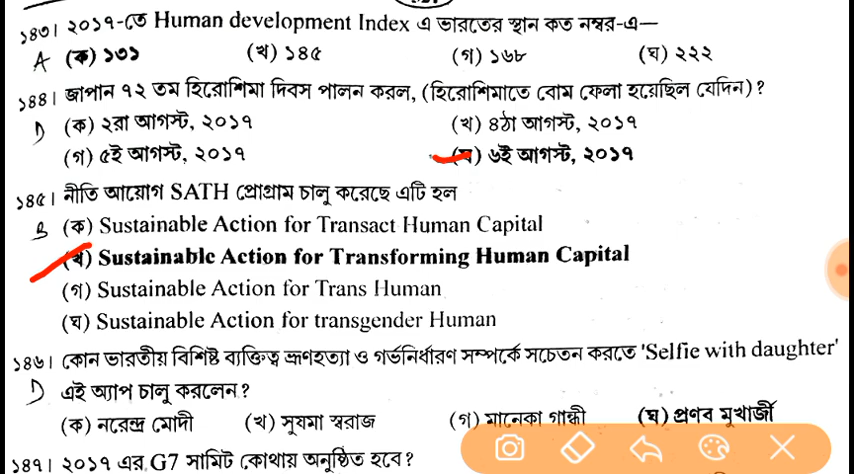 ১৪৩। ২০১৭-তে Human development Index এ ভারতের স্থান কত নম্বর-এ—
A (ক) ১৩১ (খ) ১৪৫ (গ) ১৬৮ (ঘ) ২২২
১৪৪। জাপান ৭২ তম হিরোশিমা দিবস পালন করল, (হিরোশিমাতে বোম ফেলা হয়েছিল যেদিন)?
D (ক) ২রা আগস্ট, ২০১৭ (খ) ৪ঠা আগস্ট, ২০১৭
(গ) ৫ই আগস্ট, ২০১৭ (ঘ) ৬ই আগস্ট, ২০১৭
১৪৫। নীতি আয়োগ SATH প্রোগ্রাম চালু করেছে এটি হল
B (ক) Sustainable Action for Transact Human Capital
(খ) Sustainable Action for Transforming Human Capital
(গ) Sustainable Action for Trans Human
(ঘ) Sustainable Action for transgender Human
১৪৬। কোন ভারতীয় বিশিষ্ট ব্যক্তিত্ব ভ্রূণহত্যা ও গর্ভনির্ধারণ সম্পর্কে সচেতন করতে 'Selfie with daughter'
D এই অ্যাপ চালু করলেন?
(ক) নরেন্দ্র মোদী (খ) সুষমা স্বরাজ (গ) মানেকা গান্ধী (ঘ) প্রণব মুখার্জী
১৪৭। ২০১৭ এর G7 সামিট কোথায় অনুষ্ঠিত হবে?